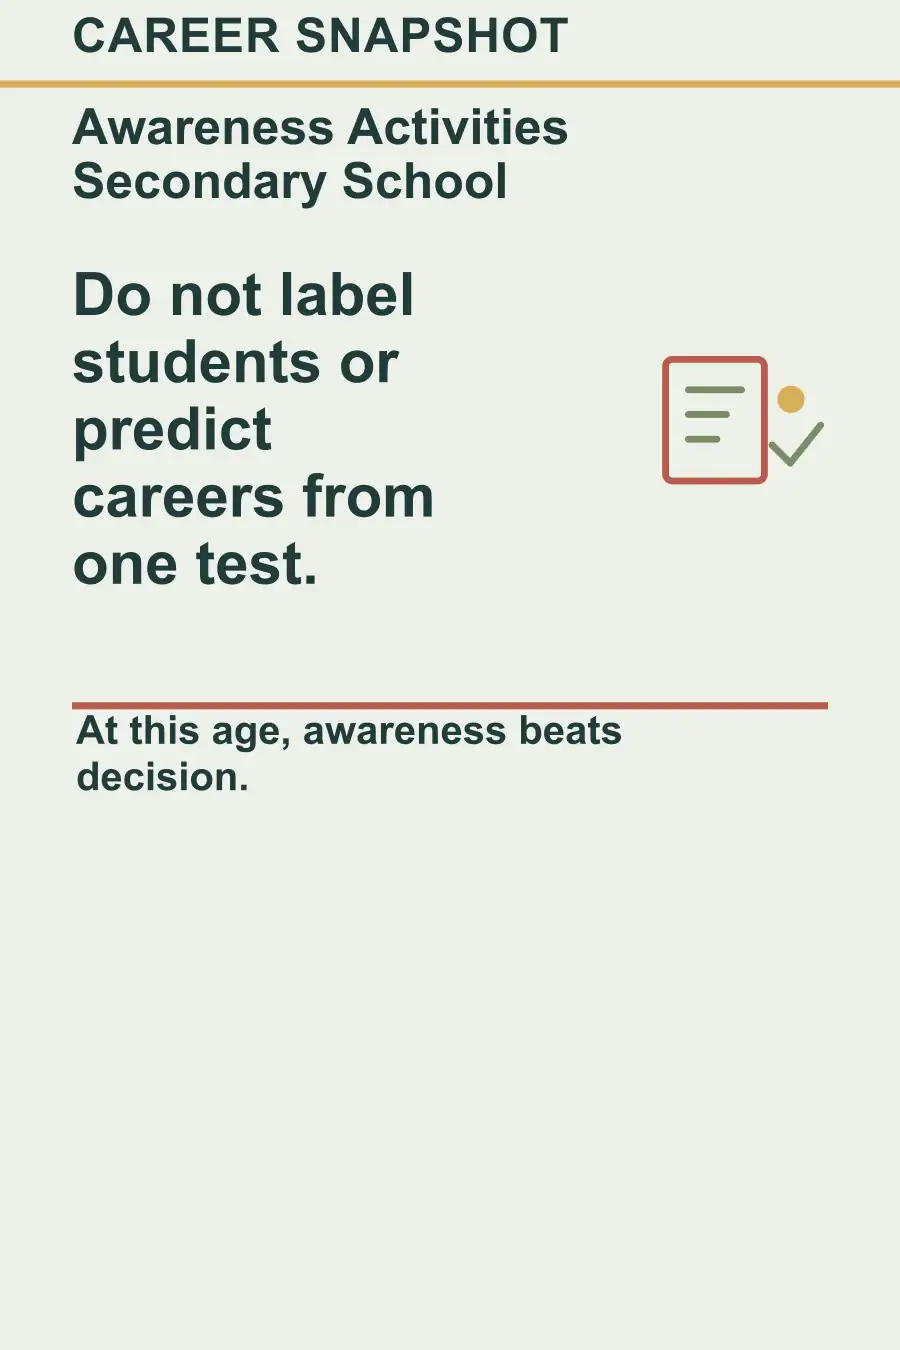 CAREER SNAPSHOT
Awareness Activities
Secondary School
Do not label
students or
predict
careers from
one test.
At this age, awareness beats
decision.